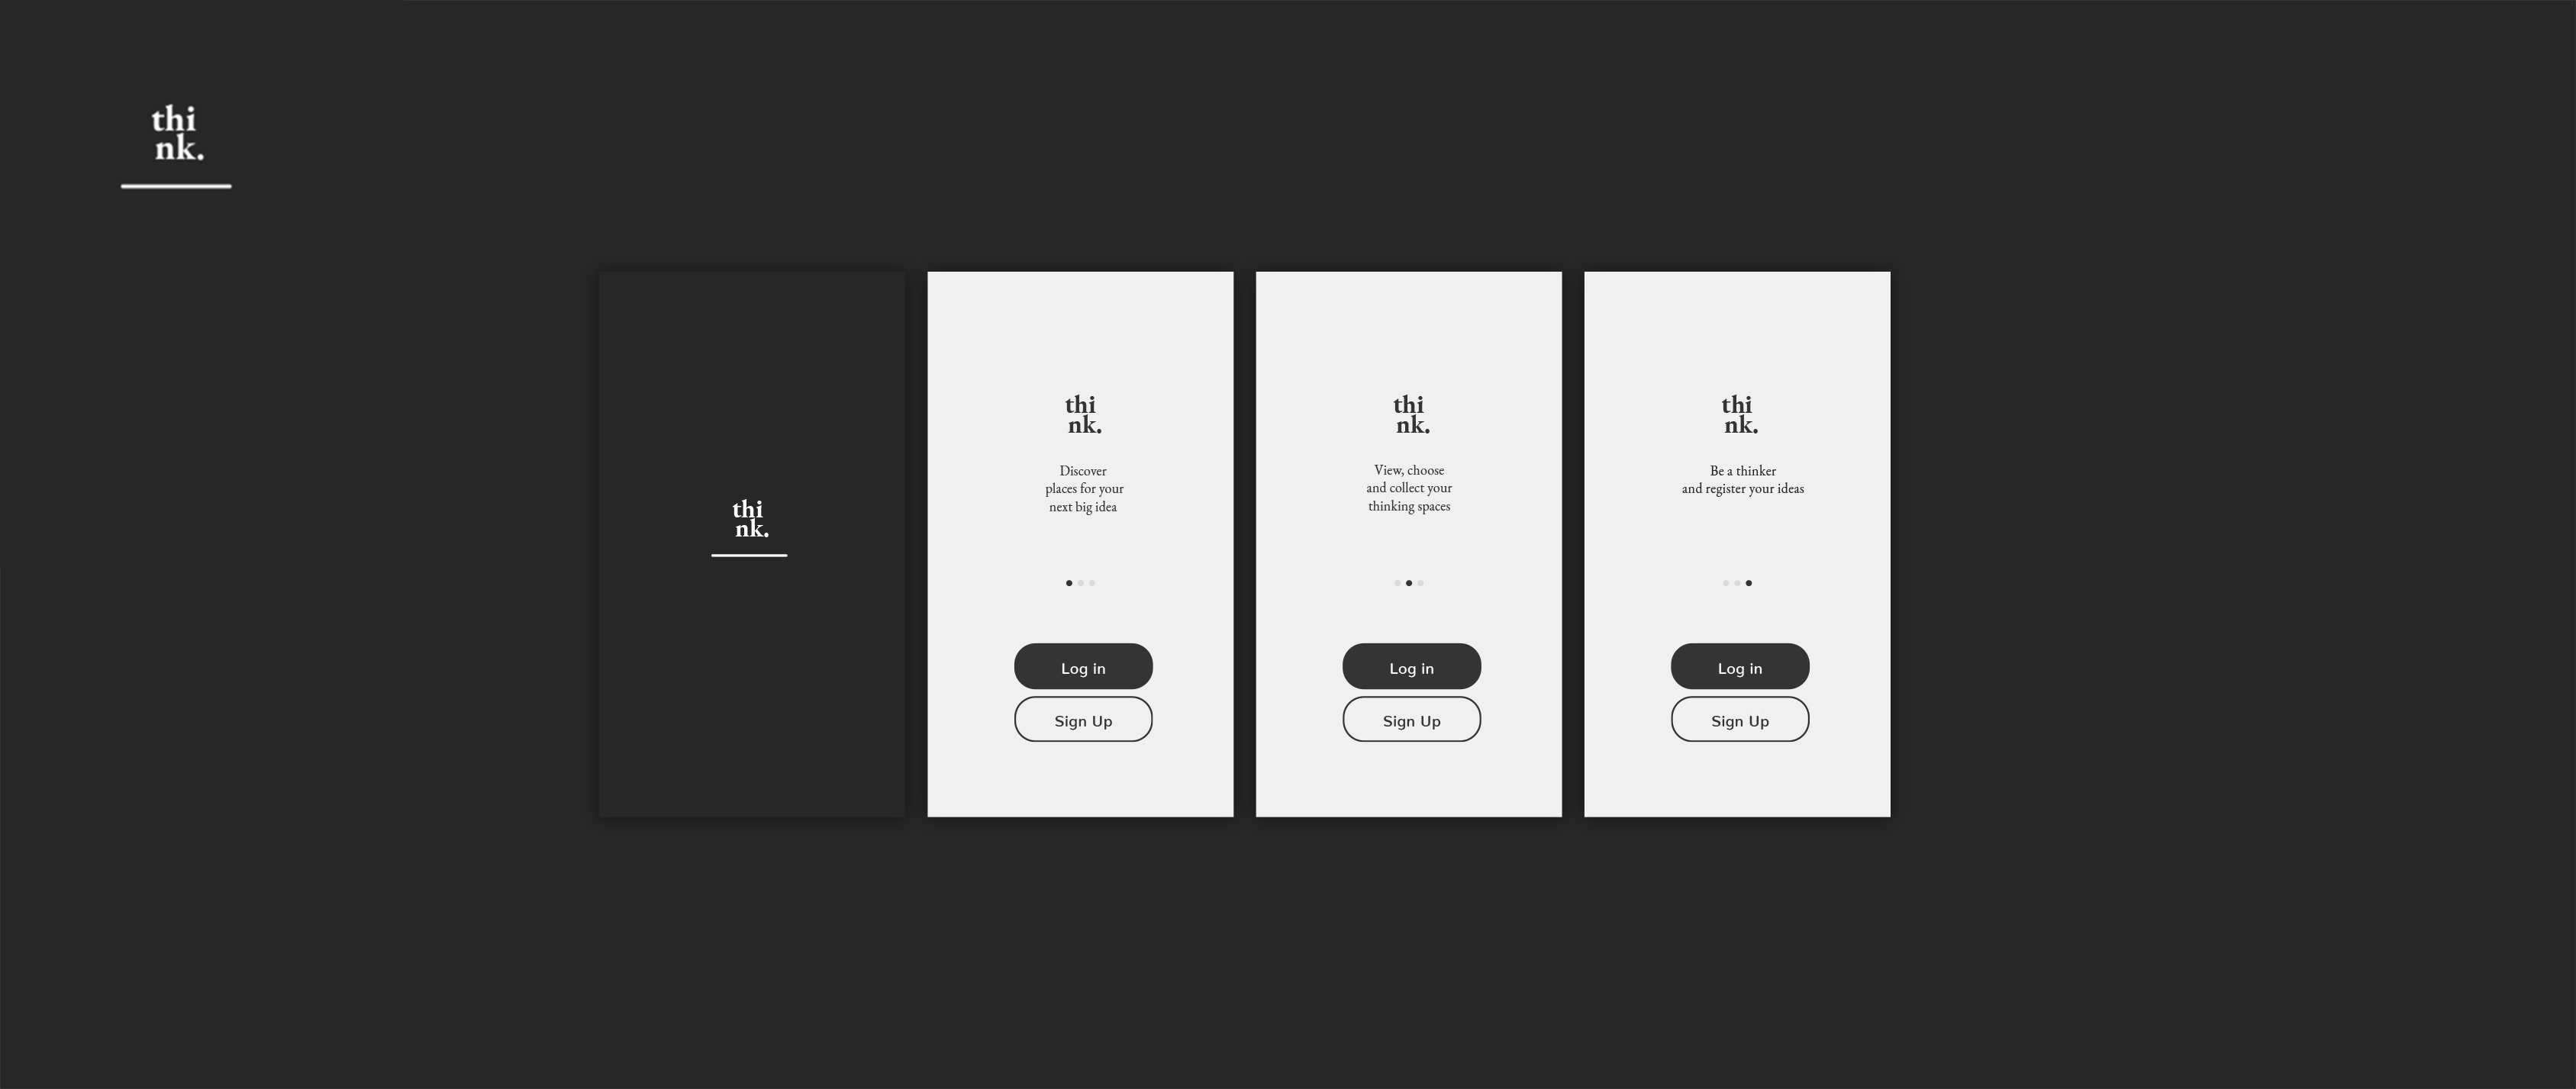 thi
nk.
thi
nk.
thi
nk.
Discover
places for your
next big idea
Log in
Sign Up
thi
nk.
View, choose
and collect your
thinking spaces
Log in
Sign Up
thi
nk.
Be a thinker
and register your ideas
Log in
Sign Up